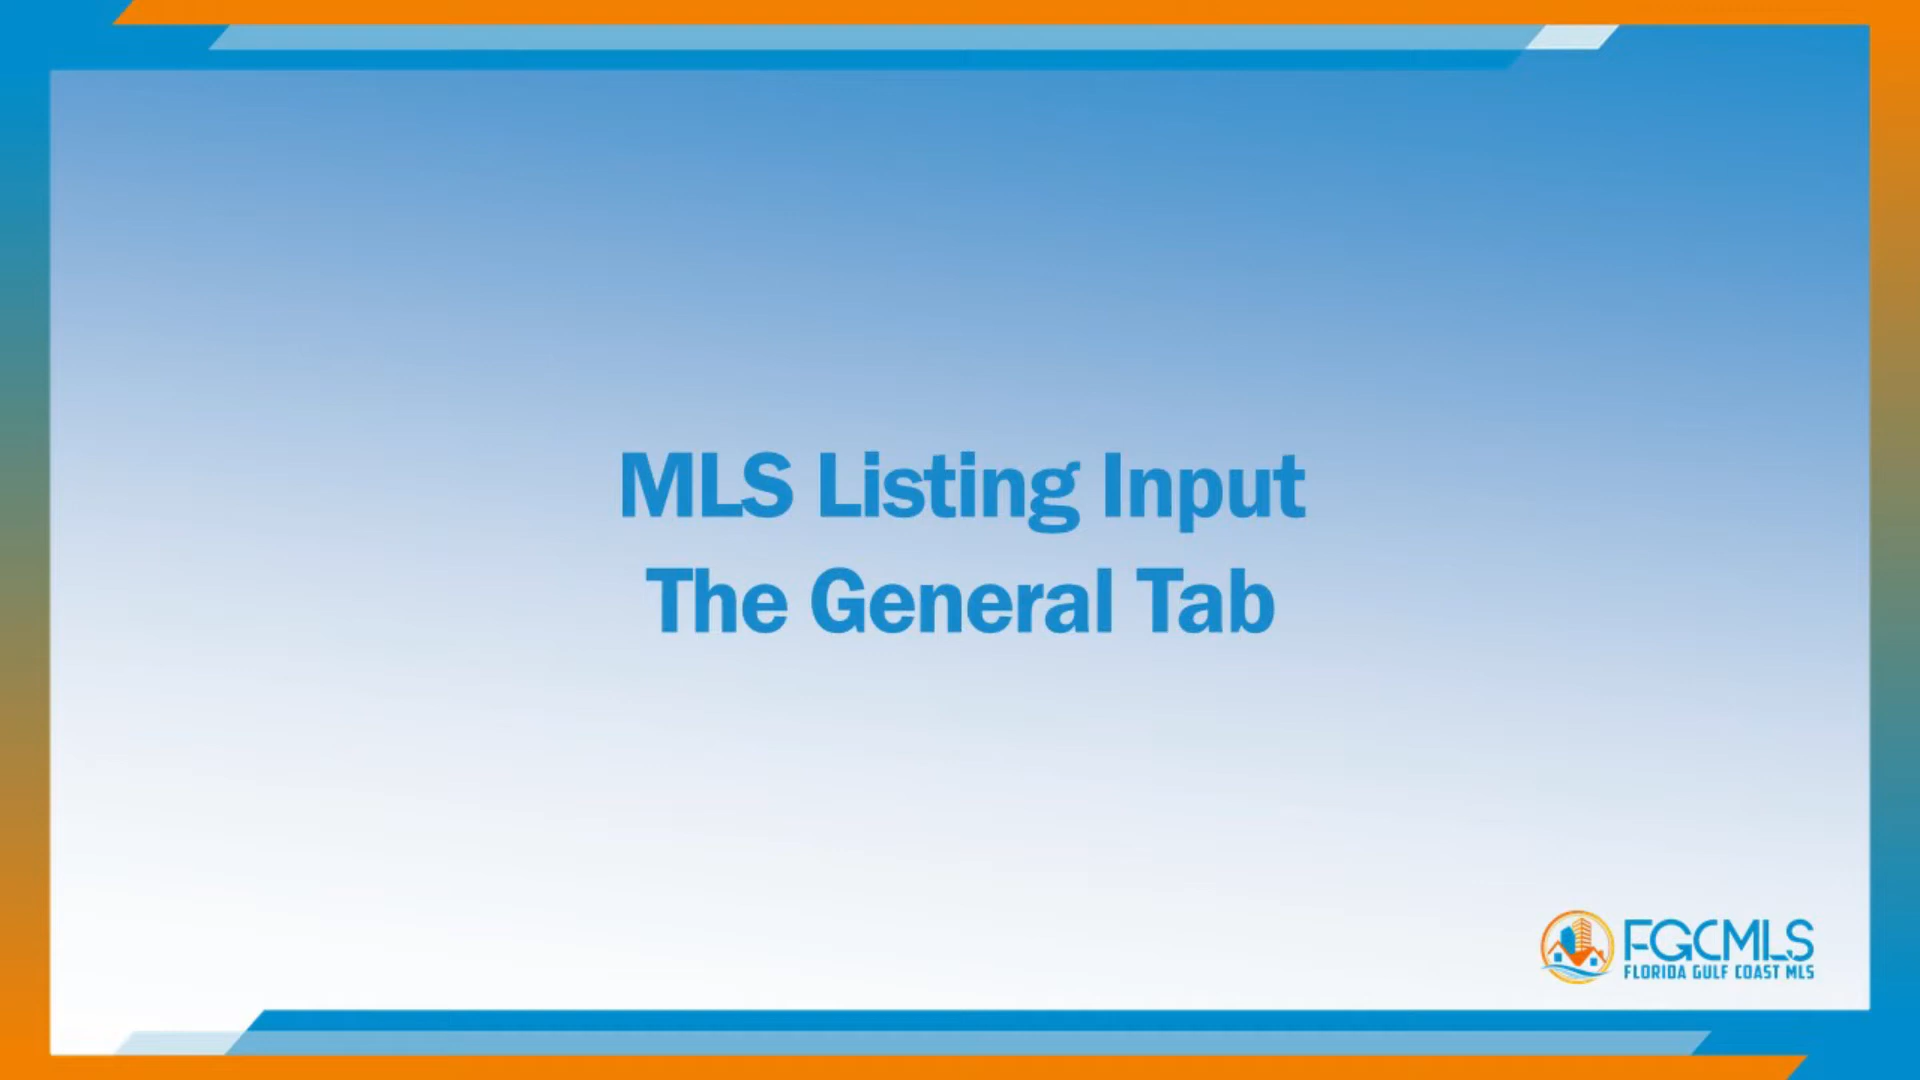 MLS Listing Input
The General Tab
FGCMLS
FLORIDA GULF COAST MLS